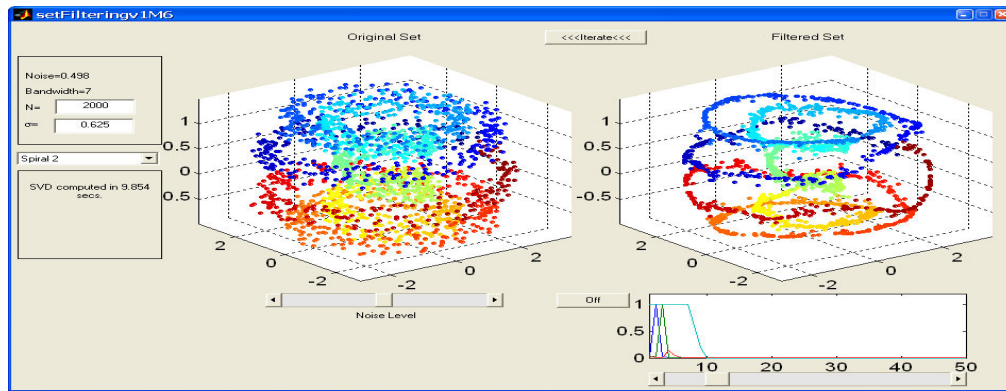 setFilteringv1M6
Original Set
<<<Iterate<<<
Filtered Set
Noise=0.498
Bandwidth=7
N= 2000
σ= 0.625
Spiral 2
SVD computed in 9.854
secs.
1
0.5
0
-0.5
2
0
-2
-2
0
2
1
0.5
0
-0.5
2
0
-2
-2
0
2
Noise Level
Off
1
0.5
0
10
20
30
40
50